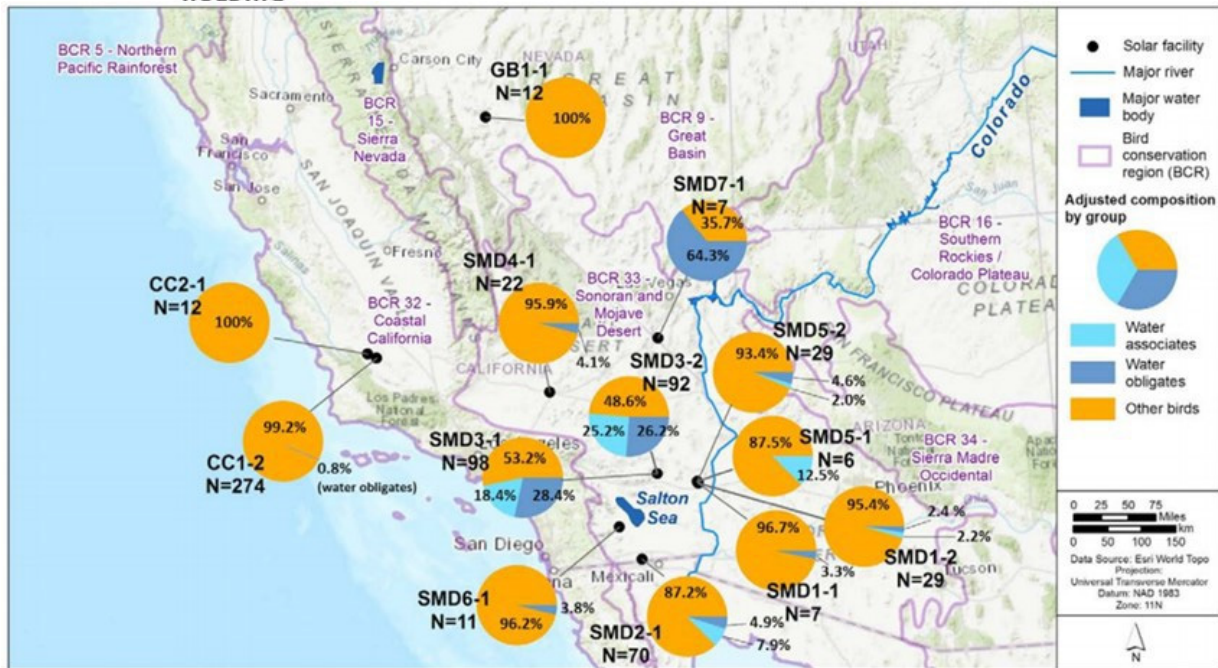 BCR 5 - Northern
Pacific Rainforest
Carson City
NEVADA
GREAT
BASIN
UTAH
Sacramento
BCR
15 -
Sierra
Nevada
GB1-1
N=12
100%
BCR 9 -
Great
Basin
Colorado
San
Francisco
San Jose
SAN JOAQUIN VAL
Salinas
Fresno
San Juan
SMD7-1
N=7
35.7%
64.3%
Vegas
BCR 16 -
Southern
Rockies /
Colorado Plateau
COLORADO
PLATEAU
CC2-1
N=12
100%
BCR 32 -
Coastal
California
SMD4-1
N=22
95.9%
4.1%
BCR 33 -
Sonoran and
Mojave
Desert
CALIFORNIA
SMD3-2
N=92
48.6%
25.2%
26.2%
SMD5-2
N=29
93.4%
4.6%
2.0%
FRANCISCO PLATEAU
ARIZONA
Los Padres
National
Forest
99.2%
CC1-2
N=274
0.8%
(water obligates)
SMD3-1
N=98
53.2%
18.4%
28.4%
Salton
Sea
87.5%
SMD5-1
N=6
12.5%
BCR 34 -
Sierra Madre
Occidental
Phoenix
95.4%
2.4 %
2.2%
SMD1-2
N=29
Tucson
San Diego
Mexicali
96.7%
3.3%
SMD1-1
N=7
SMD6-1
N=11
3.8%
96.2%
87.2%
4.9%
7.9%
SMD2-1
N=70
Solar facility
Major river
Major water
body
Bird
conservation
region (BCR)
Adjusted composition
by group
Water
associates
Water
obligates
Other birds
0 25 50 75
Miles
km
0 50 100 150
Data Source: Esri World Topo
Projection:
Universal Transverse Mercator
Datum: NAD 1983
Zone: 11N
N